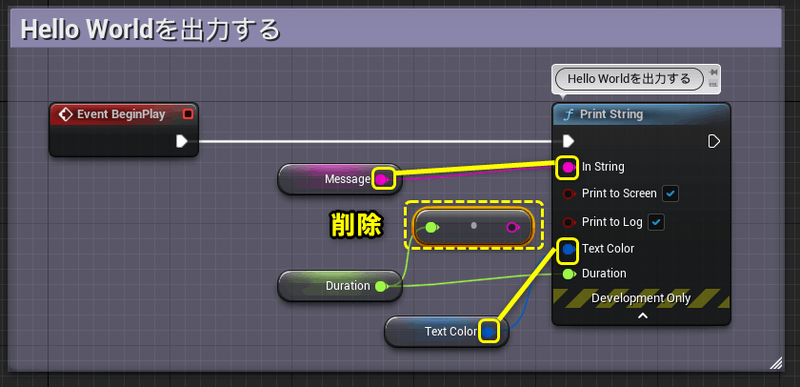 Hello Worldを出力する
Hello Worldを出力する
Event BeginPlay
Print String
In String
Message
Print to Screen
削除
Print to Log
Text Color
Duration
Duration
Development Only
Text Color